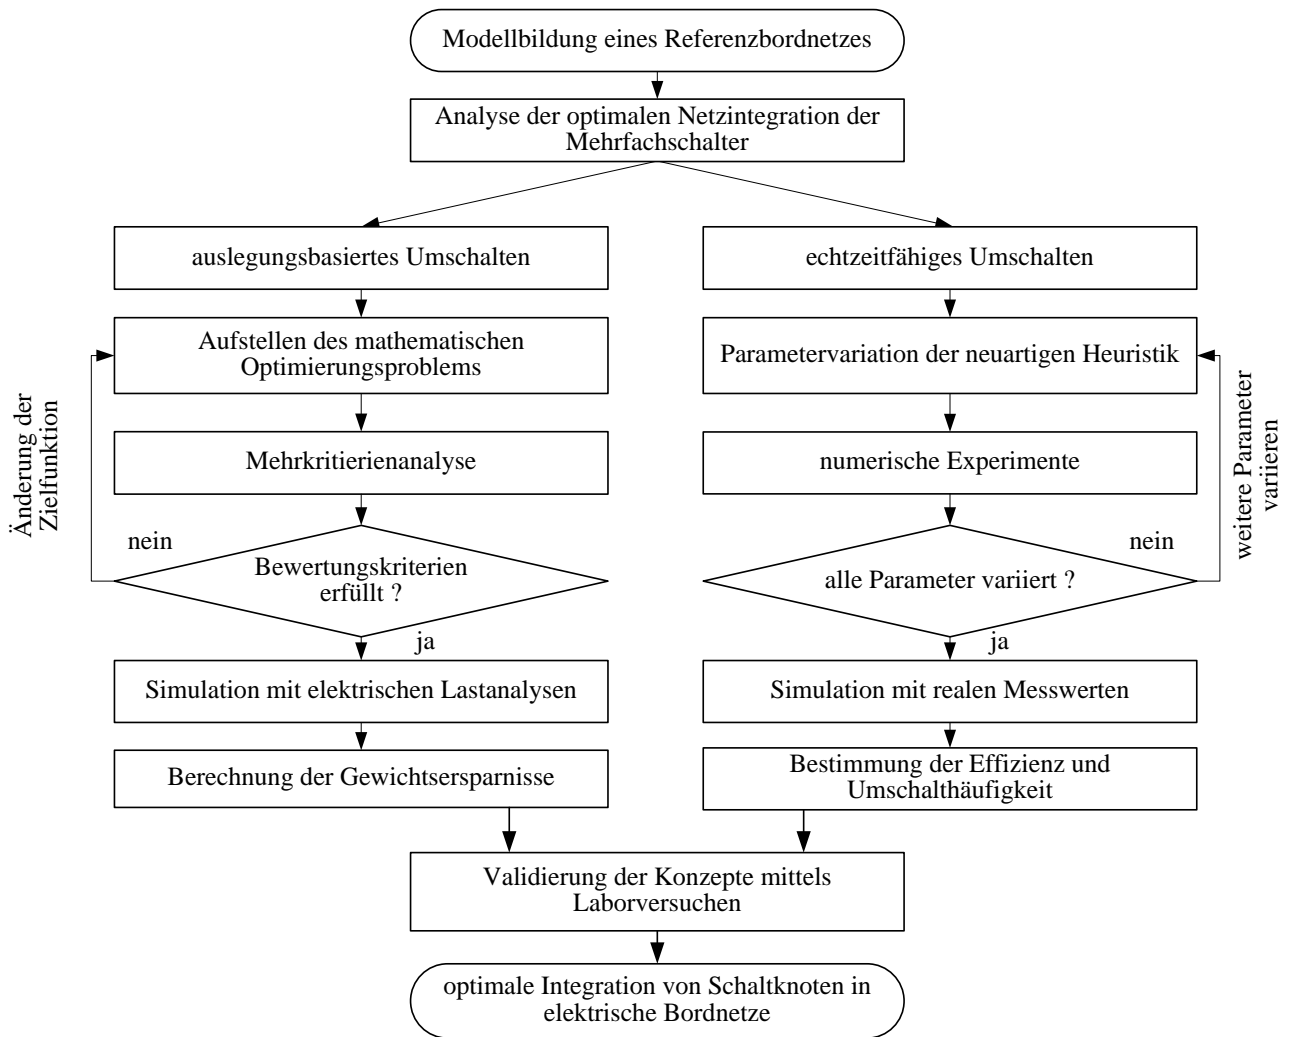 Modellbildung eines Referenzbordnetzes
Analyse der optimalen Netzintegration der
Mehrfachschalter
auslegungsbasiertes Umschalten
echtzeitfähiges Umschalten
Aufstellen des mathematischen
Optimierungsproblems
Parametervariation der neuartigen Heuristik
Änderung der
Zielfunktion
weitere Parameter
variieren
Mehrkritierienanalyse
numerische Experimente
nein
nein
Bewertungskriterien
erfüllt ?
alle Parameter variiert ?
ja
ja
Simulation mit elektrischen Lastanalysen
Simulation mit realen Messwerten
Berechnung der Gewichtsersparnisse
Bestimmung der Effizienz und
Umschalthäufigkeit
Validierung der Konzepte mittels
Laborversuchen
optimale Integration von Schaltknoten in
elektrische Bordnetze